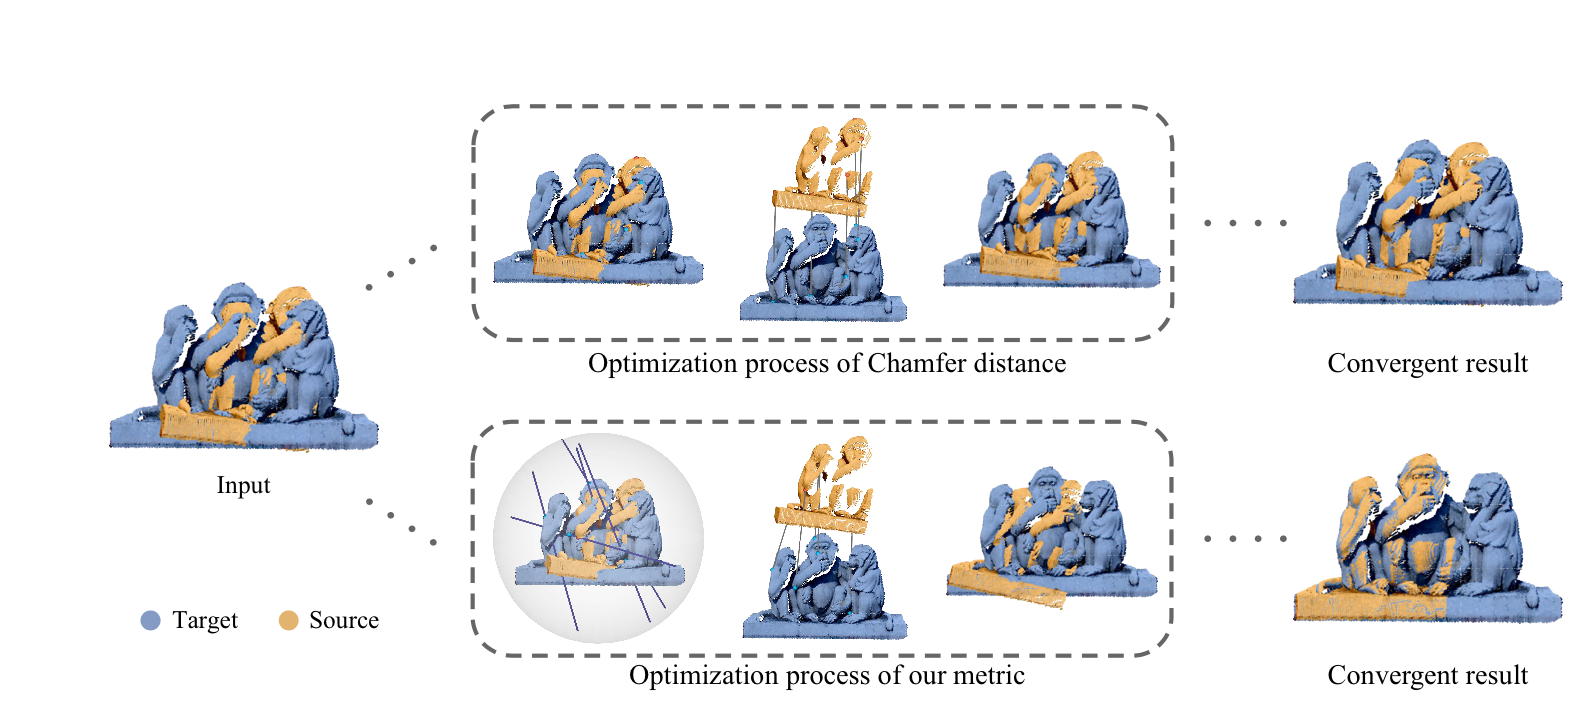 Optimization process of Chamfer distance
Convergent result
Input
Target
Source
Optimization process of our metric
Convergent result